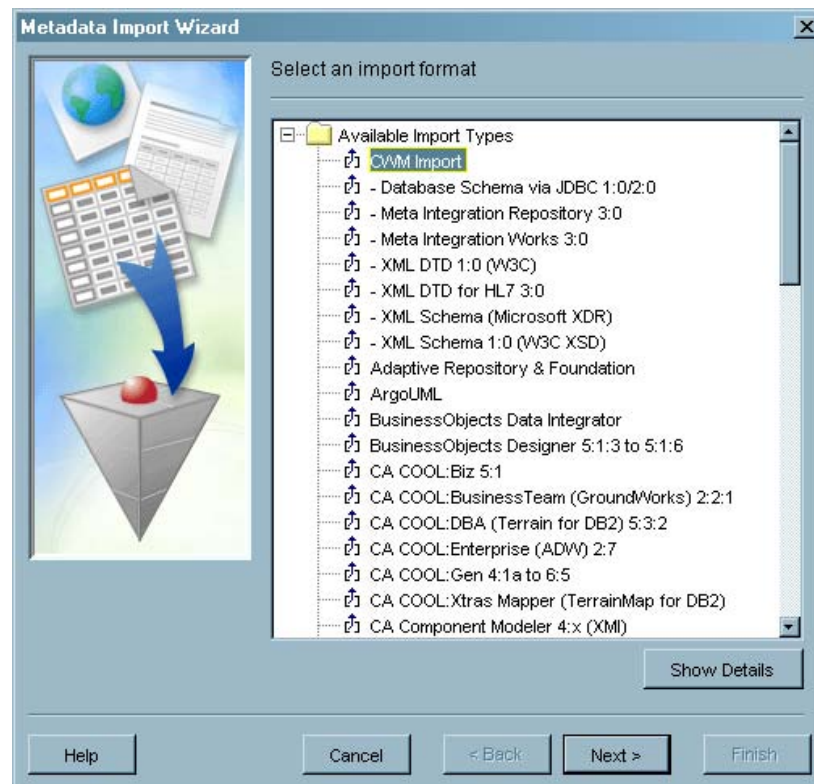 Metadata Import Wizard
Select an import format
Available Import Types
CWM Import
- Database Schema via JDBC 1:0/2:0
- Meta Integration Repository 3:0
- Meta Integration Works 3:0
- XML DTD 1:0 (W3C)
- XML DTD for HL7 3:0
- XML Schema (Microsoft XDR)
- XML Schema 1:0 (W3C XSD)
Adaptive Repository & Foundation
ArgoUML
BusinessObjects Data Integrator
BusinessObjects Designer 5:1:3 to 5:1:6
CA COOL:Biz 5:1
CA COOL:BusinessTeam (GroundWorks) 2:2:1
CA COOL:DBA (Terrain for DB2) 5:3:2
CA COOL:Enterprise (ADW) 2:7
CA COOL:Gen 4:1a to 6:5
CA COOL:Xtras Mapper (TerrainMap for DB2)
CA Component Modeler 4:x (XMI)
Show Details
Help
Cancel
< Back
Next >
Finish